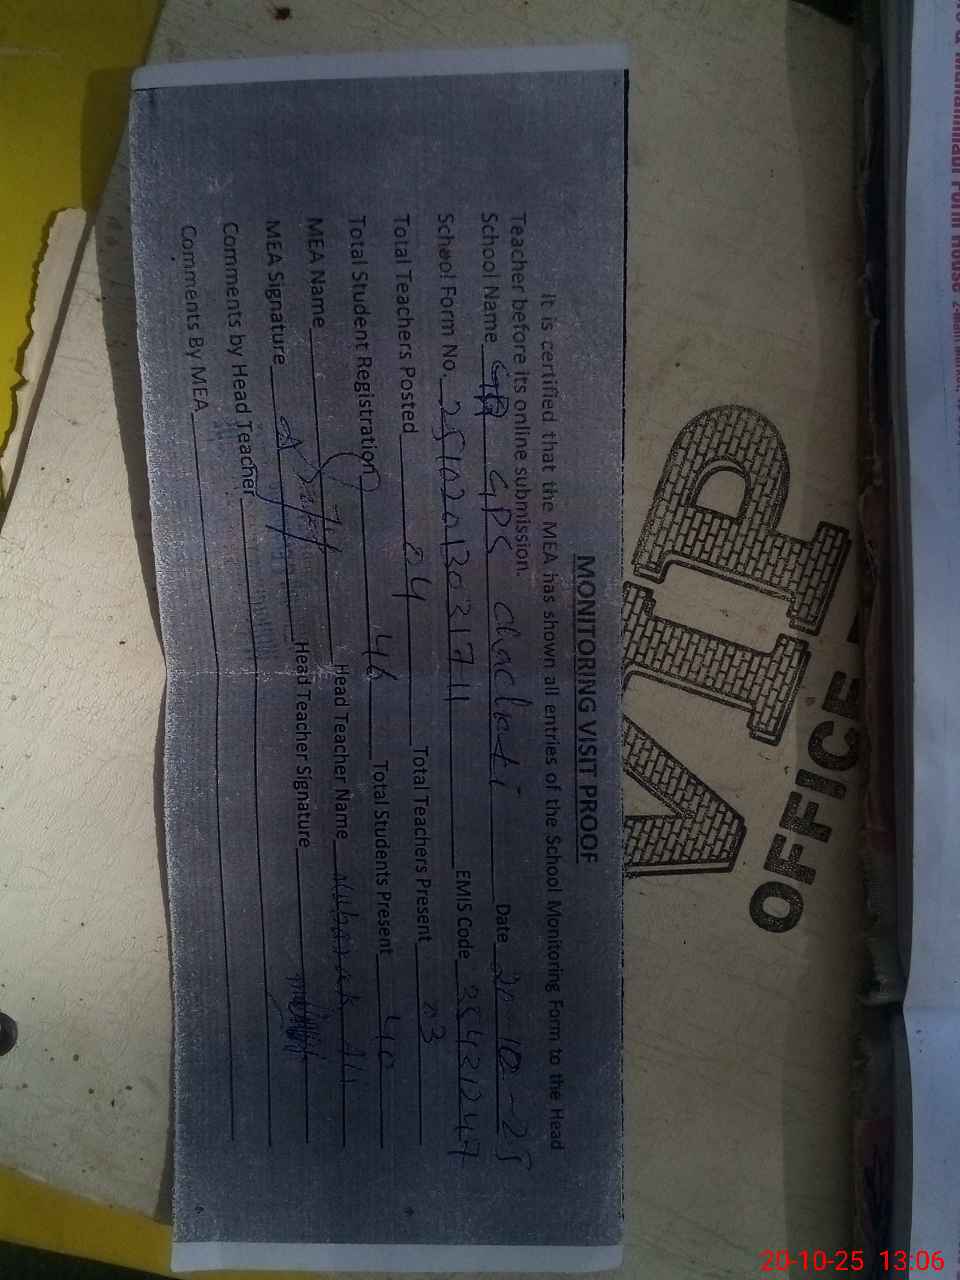 MONITORING VISIT PROOF
It is certified that the MEA has shown all entries of the School Monitoring Form to the Head
Teacher before its online submission.
School Name GPS Date 20-10-25
School Form No. EMIS Code
Total Teachers Posted 04 Total Teachers Present 03
Total Student Registration 46 Total Students Present 40
MEA Name Head Teacher Name Mubarak Ali
MEA Signature Head Teacher Signature
Comments by Head Teacher
Comments By MEA
VIP
OFFICE
20-10-25 13:06